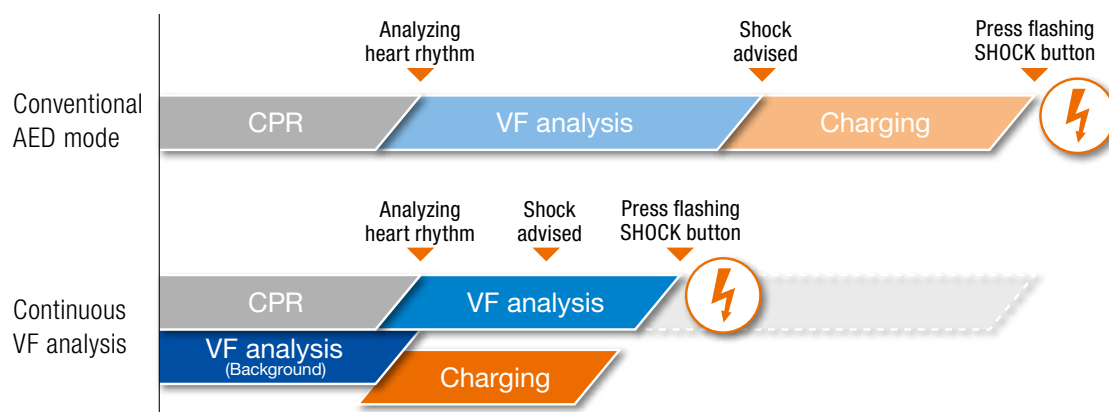 Analyzing
heart rhythm
Shock
advised
Press flashing
SHOCK button
Conventional
AED mode
CPR
VF analysis
Charging
Analyzing
heart rhythm
Shock
advised
Press flashing
SHOCK button
Continuous
VF analysis
CPR
VF analysis
VF analysis
(Background)
Charging